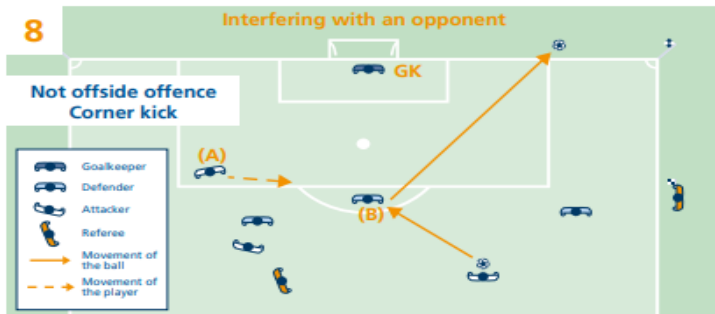 8
Interfering with an opponent
GK
Not offside offence
Corner kick
(A)
(B)
Goalkeeper
Defender
Attacker
Referee
Movement of
the ball
Movement of
the player